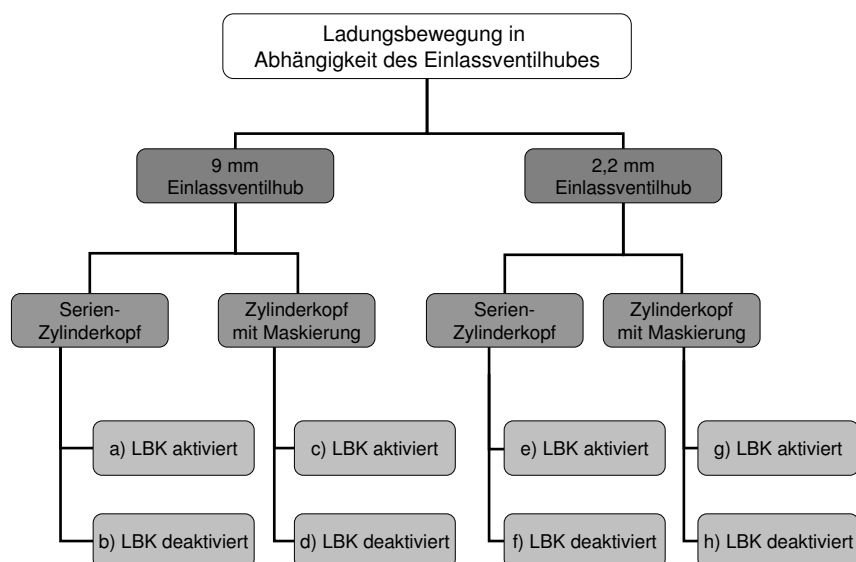 Ladungsbewegung in
Abhängigkeit des Einlassventilhubes
9 mm
Einlassventilhub
2,2 mm
Einlassventilhub
Serien-
Zylinderkopf
Zylinderkopf
mit Maskierung
Serien-
Zylinderkopf
Zylinderkopf
mit Maskierung
a) LBK aktiviert
c) LBK aktiviert
e) LBK aktiviert
g) LBK aktiviert
b) LBK deaktiviert
d) LBK deaktiviert
f) LBK deaktiviert
h) LBK deaktiviert